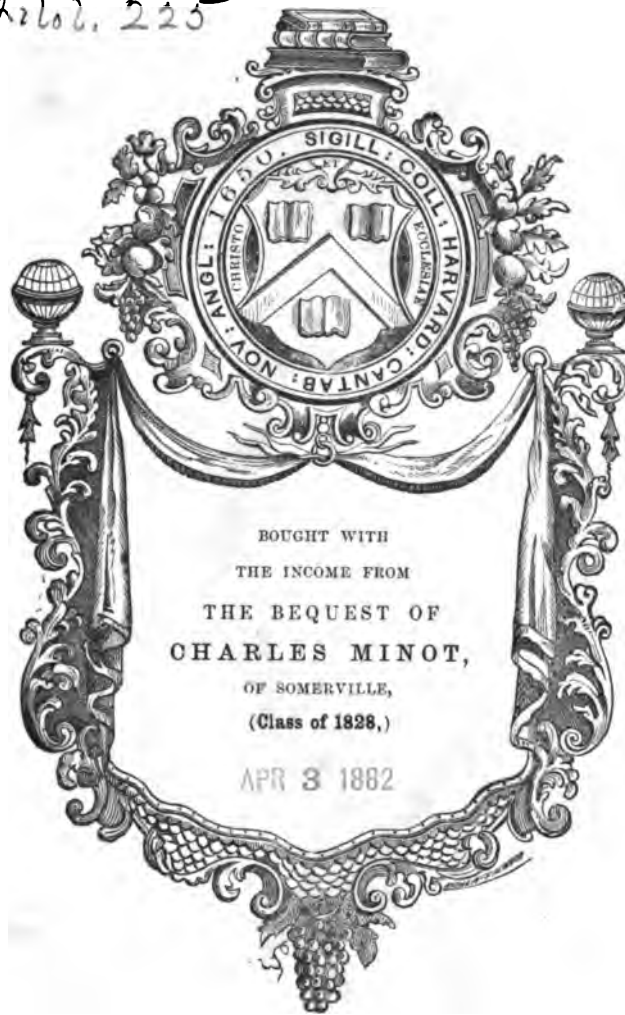 225
SIGILL: COLL: HARVARD: CANTAB: NOV: ANGL: 1650.
CHRISTO
ET
ECCLESIAE
BOUGHT WITH
THE INCOME FROM
THE BEQUEST OF
CHARLES MINOT,
OF SOMERVILLE,
(Class of 1828,)
APR 3 1882